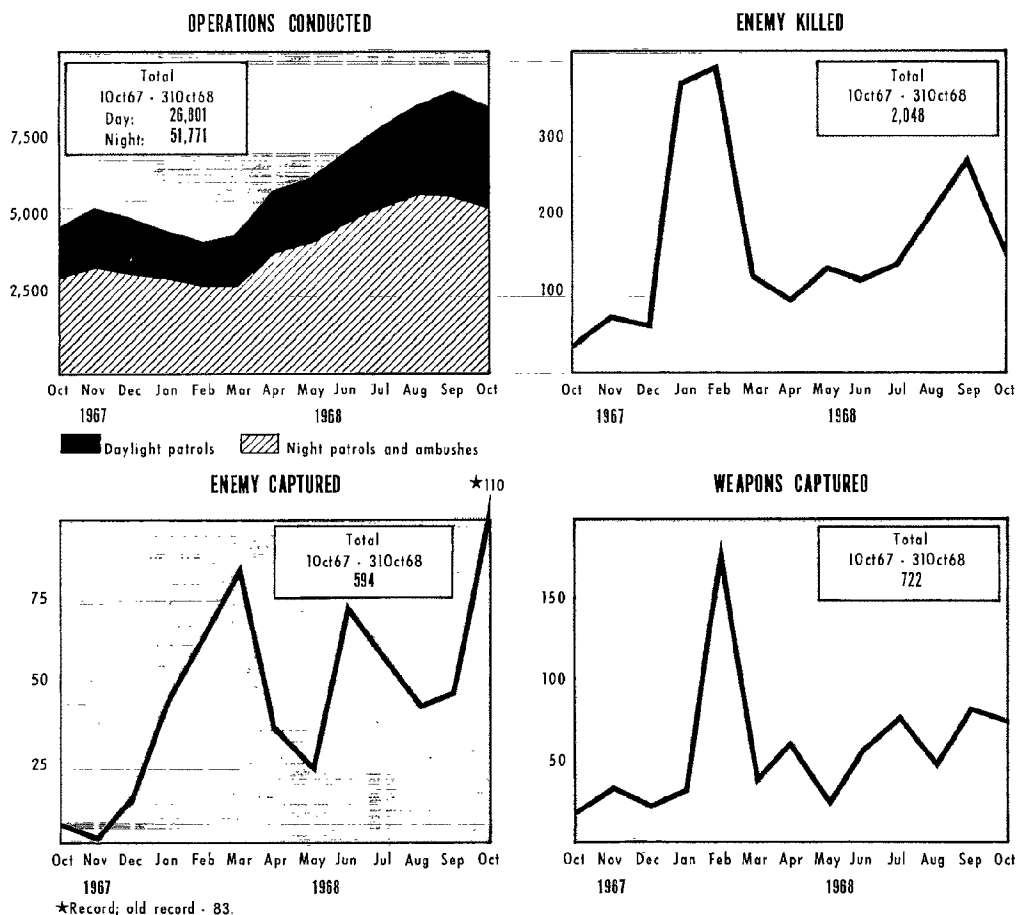 OPERATIONS CONDUCTED
Total
1Oct67 - 31Oct68
Day: 26,801
Night: 51,771
7,500
5,000
2,500
Oct Nov Dec Jan Feb Mar Apr May Jun Jul Aug Sep Oct
1967 1968
Daylight patrols Night patrols and ambushes
ENEMY KILLED
Total
1Oct67 - 31Oct68
2,048
300
200
100
Oct Nov Dec Jan Feb Mar Apr May Jun Jul Aug Sep Oct
1967 1968
ENEMY CAPTURED
★110
Total
1Oct67 - 31Oct68
594
75
50
25
Oct Nov Dec Jan Feb Mar Apr May Jun Jul Aug Sep Oct
1967 1968
★Record; old record - 83.
WEAPONS CAPTURED
Total
1Oct67 - 31Oct68
722
150
100
50
Oct Nov Dec Jan Feb Mar Apr May Jun Jul Aug Sep Oct
1967 1968